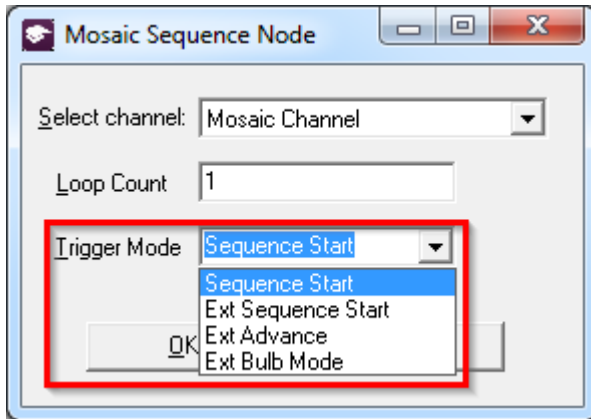 Mosaic Sequence Node
Select channel: Mosaic Channel
Loop Count 1
Trigger Mode Sequence Start
Sequence Start
Ext Sequence Start
Ext Advance
Ext Bulb Mode
OK